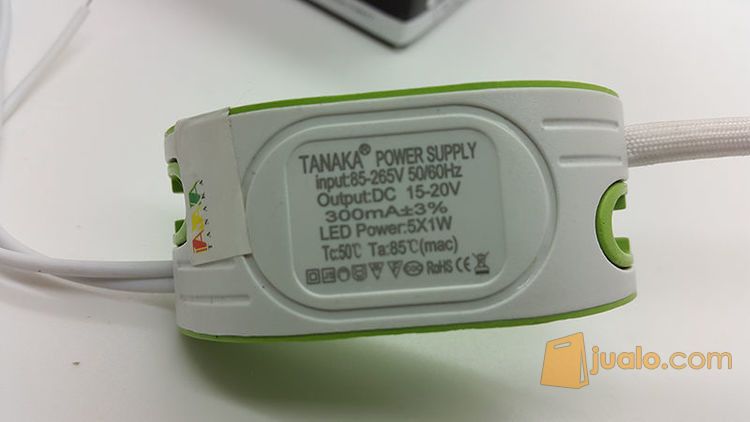 TANAKA® POWER SUPPLY
input:85-265V 50/60Hz
Output:DC 15-20V
300mA±3%
LED Power:5X1W
Tc:50℃ Ta:85℃(mac)
RoHS CE
jualo.com